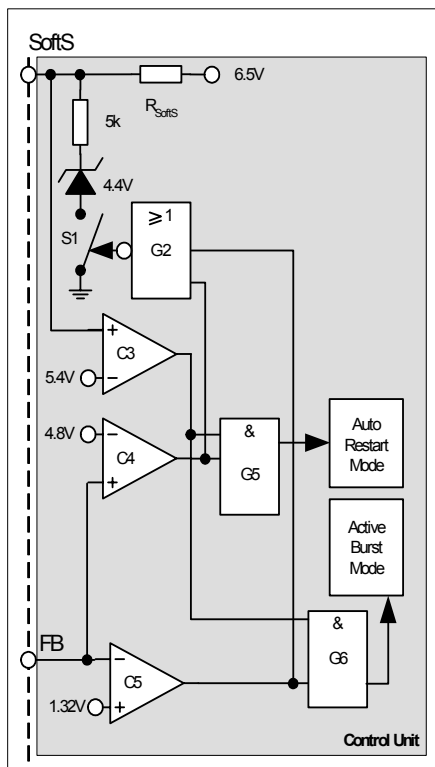 SoftS
6.5V
R SoftS
5k
4.4V
S1
≥1
G2
C3
5.4V
4.8V
C4
&
G5
Auto
Restart
Mode
Active
Burst
Mode
FB
&
G6
C5
1.32V
Control Unit